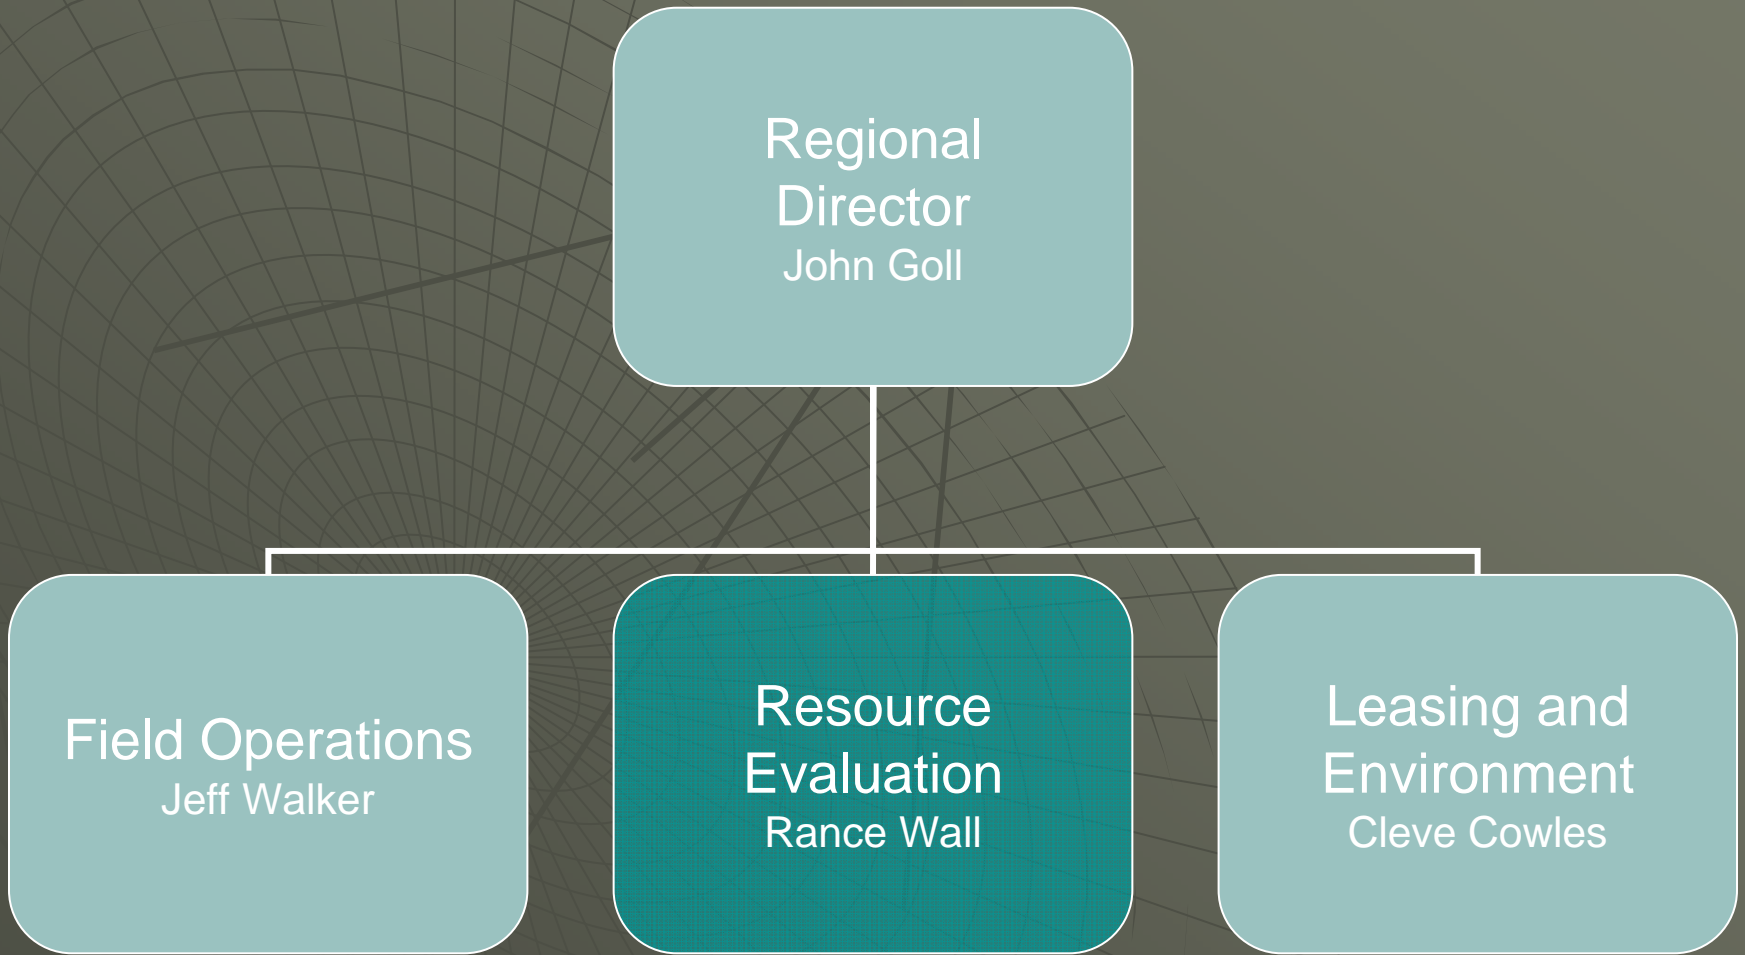 Regional
Director
John Goll
Field Operations
Jeff Walker
Resource
Evaluation
Rance Wall
Leasing and
Environment
Cleve Cowles